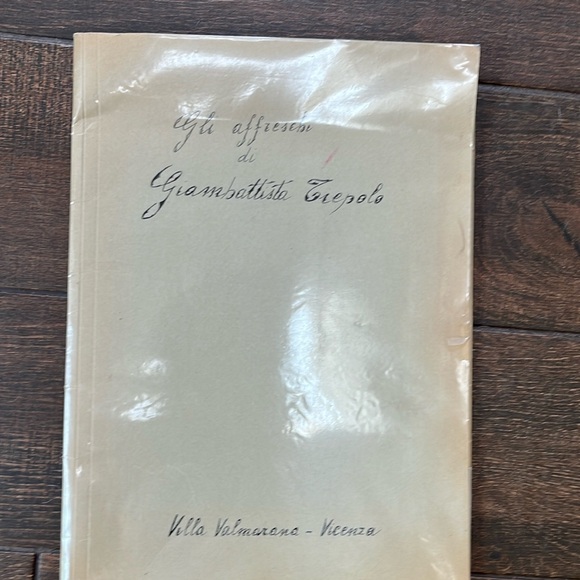 Gli affreschi
di
Giambattista Tiepolo
Villa Valmarana - Vicenza